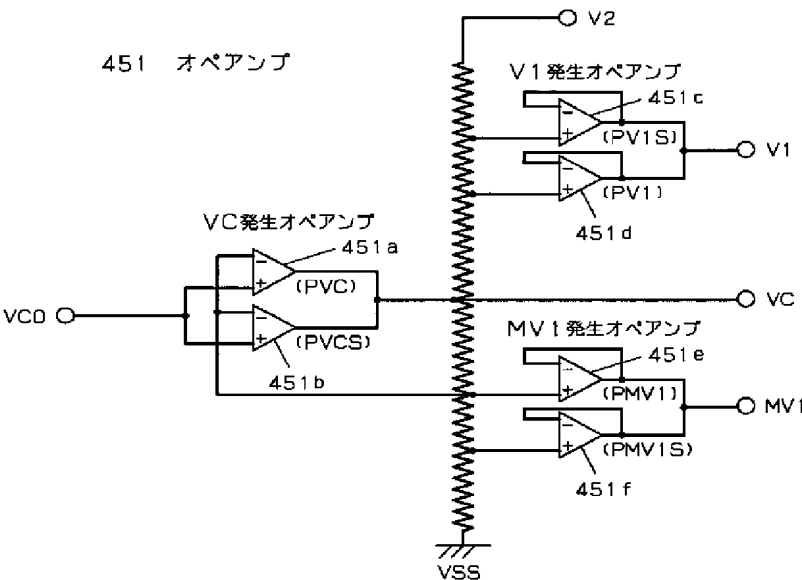 V2
451 オペアンプ
V1発生オペアンプ
451c
(PV1S)
V1
(PV1)
451d
VC発生オペアンプ
451a
(PVC)
VC0
VC
(PVCS)
451b
MV1発生オペアンプ
451e
(PMV1)
MV1
(PMV1S)
451f
VSS